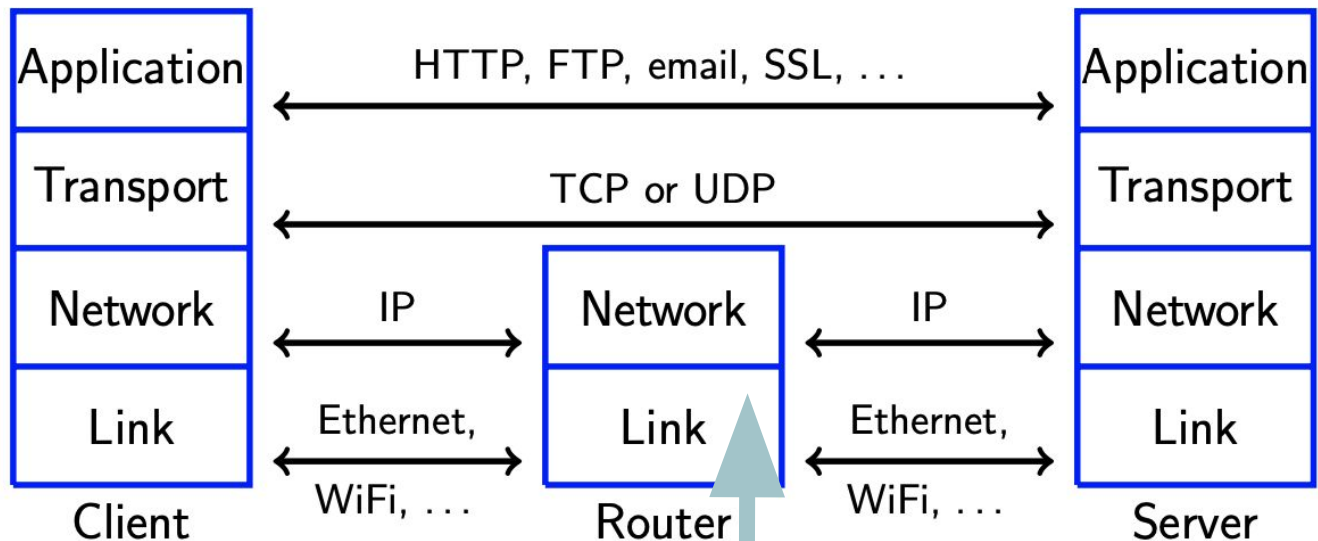 Application
HTTP, FTP, email, SSL, ...
Application
Transport
TCP or UDP
Transport
Network
IP
Network
IP
Network
Link
Ethernet,
WiFi, ...
Link
Ethernet,
WiFi, ...
Link
Client
Router
Server